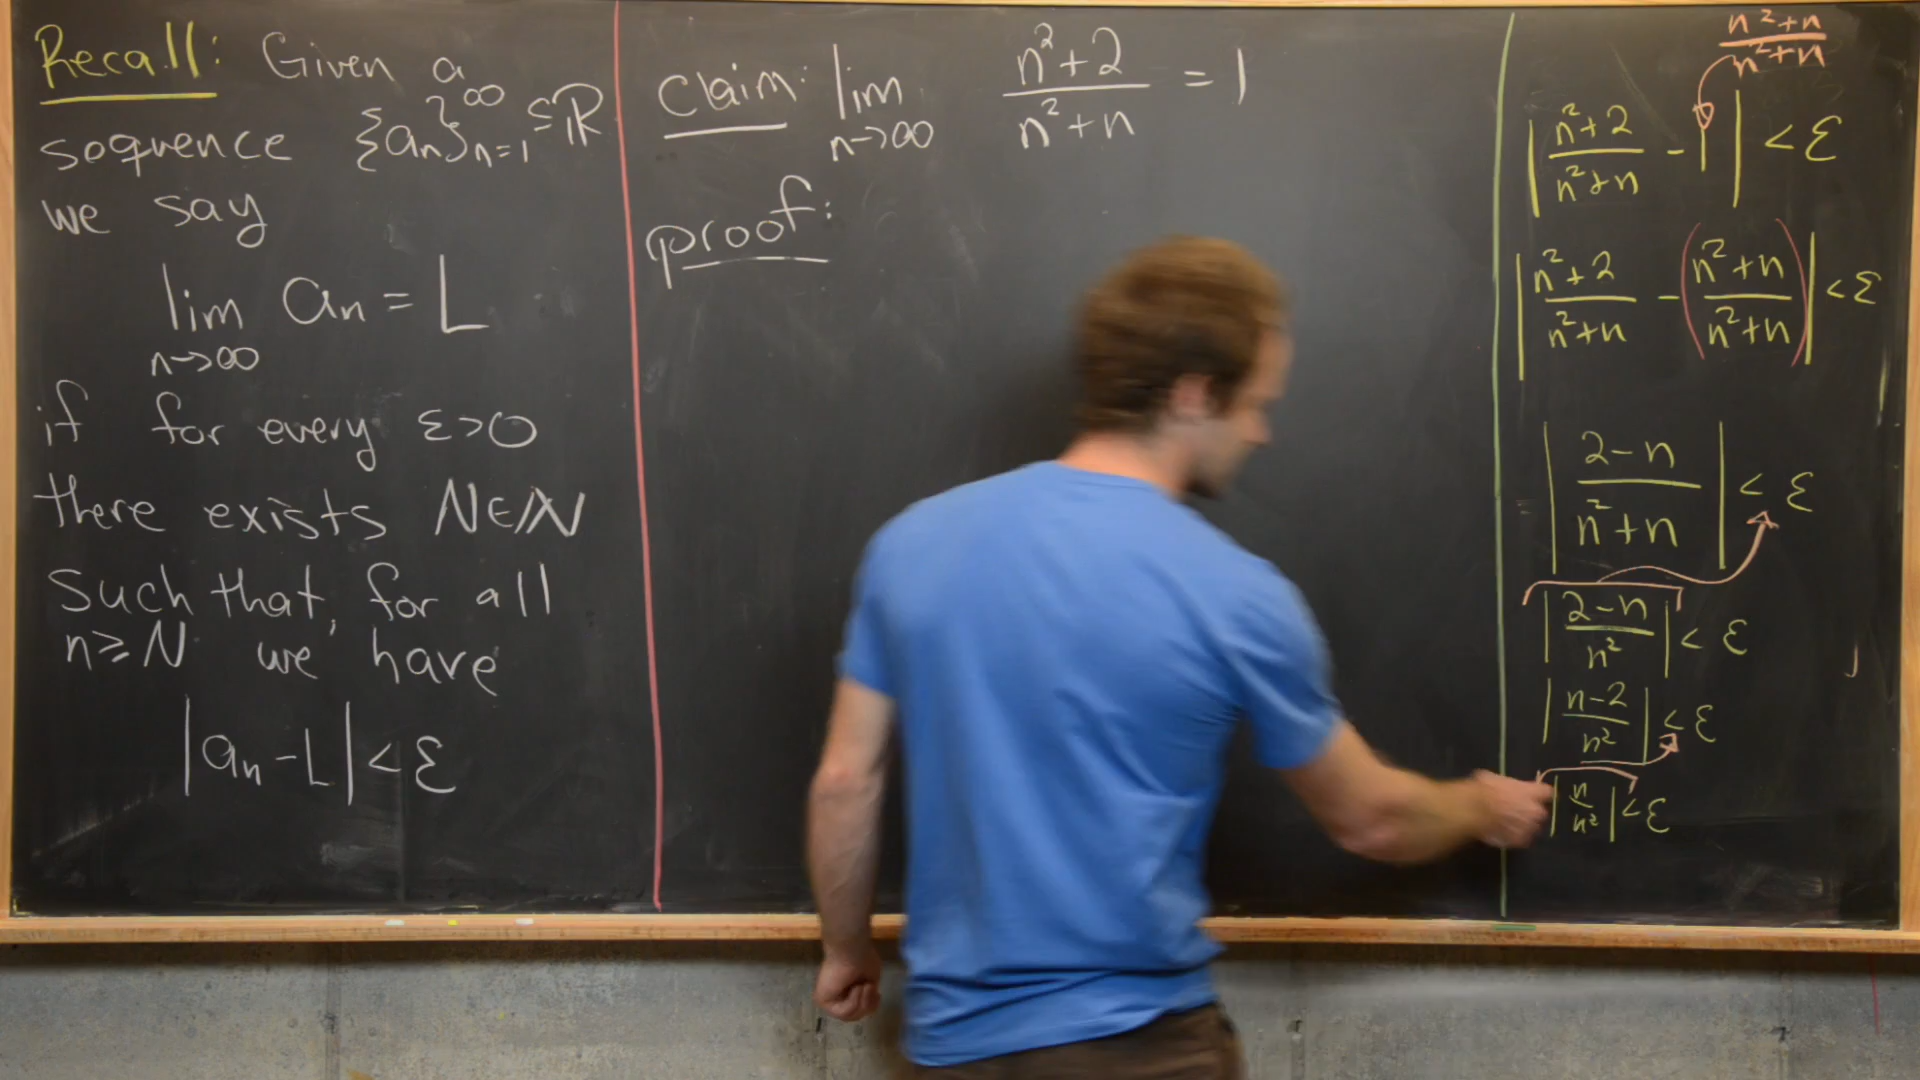 Recall: Given a
sequence {aₙ}ₙ₌₁^∞ ⊆ ℝ
we say
lim aₙ = L
n→∞
if for every ε>0
there exists N∈ℕ
Such that, for all
n≥N we have
|aₙ - L| < ε
Claim: lim (n²+2)/(n²+n) = 1
n→∞
proof:
(n²+n)/(n²+n)
|(n²+2)/(n²+n) - 1| < ε
|(n²+2)/(n²+n) - ((n²+n)/(n²+n))| < ε
|(2-n)/(n²+n)| < ε
|(2-n)/n²| < ε
|(n-2)/n²| < ε
|n/n²| < ε